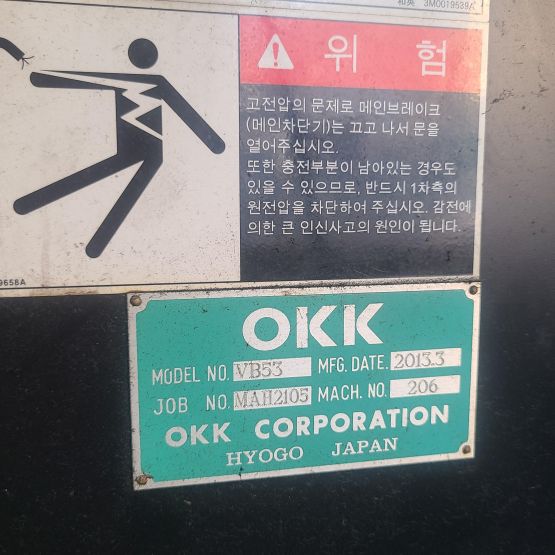 和英 3M0019539A
위 험
고전압의 문제로 메인브레이크
(메인차단기)는 끄고 나서 문을
열어주십시오.
또한 충전부분이 남아있는 경우도
있을 수 있으므로, 반드시 1차측의
원전압을 차단하여 주십시오. 감전에
의한 큰 인신사고의 원인이 됩니다.
9658A
OKK
MODEL NO. VB53 MFG. DATE. 2013.3
JOB NO. MAH2105 MACH. NO. 206
OKK CORPORATION
HYOGO JAPAN